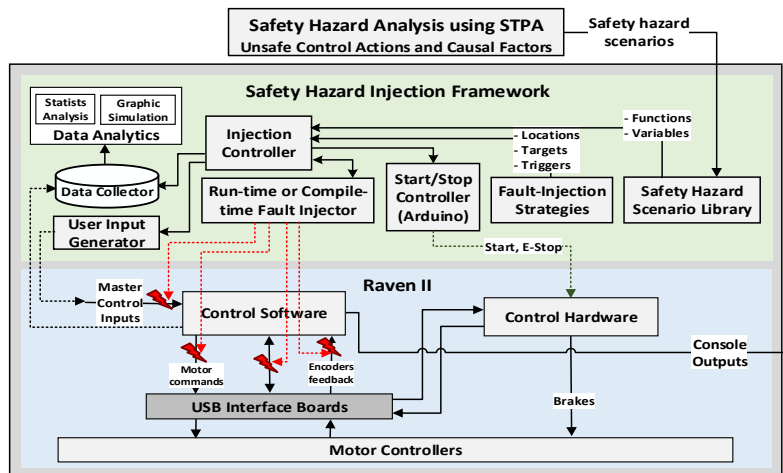 Safety Hazard Analysis using STPA
Unsafe Control Actions and Causal Factors
Safety hazard
scenarios
Safety Hazard Injection Framework
Statists
Analysis
Graphic
Simulation
Data Analytics
Injection
Controller
- Functions
- Variables
- Locations
- Targets
- Triggers
Data Collector
Run-time or Compile-
time Fault Injector
Start/Stop
Controller
(Arduino)
Fault-Injection
Strategies
Safety Hazard
Scenario Library
User Input
Generator
Start, E-Stop
Raven II
Master
Control
Inputs
Control Software
Control Hardware
Console
Outputs
Motor
commands
Encoders
feedback
USB Interface Boards
Brakes
Motor Controllers